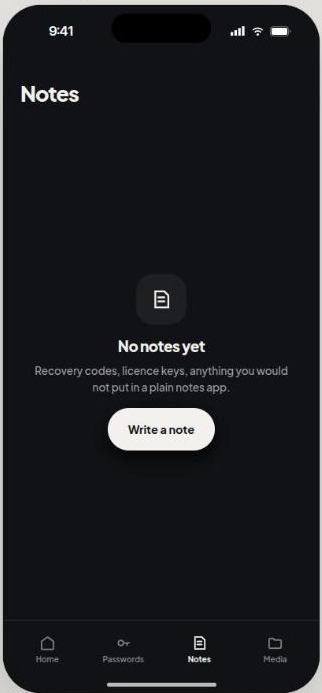 9:41
Notes
No notes yet
Recovery codes, licence keys, anything you would
not put in a plain notes app.
Write a note
Home Passwords Notes Media